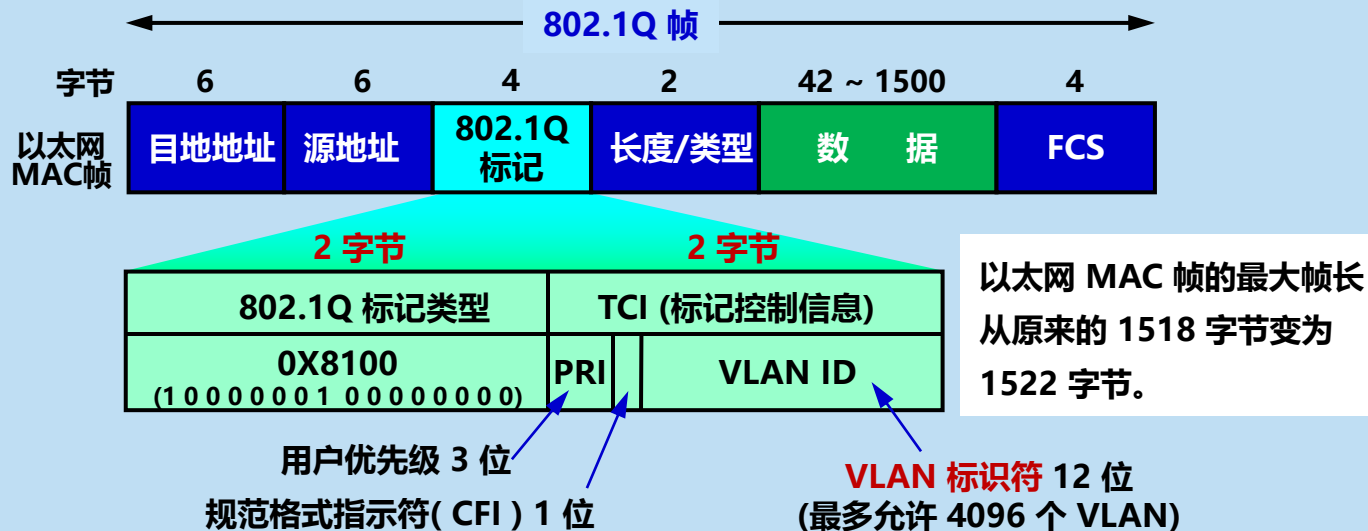 802.1Q 帧
字节 6 6 4 2 42 ~ 1500 4
以太网
MAC帧
目地地址 源地址 802.1Q
标记 长度/类型 数 据 FCS
2 字节 2 字节
802.1Q 标记类型 TCI (标记控制信息)
0X8100
(1 0 0 0 0 0 0 1 0 0 0 0 0 0 0 0)
PRI VLAN ID
以太网 MAC 帧的最大帧长
从原来的 1518 字节变为
1522 字节。
用户优先级 3 位
规范格式指示符( CFI ) 1 位
VLAN 标识符 12 位
(最多允许 4096 个 VLAN)